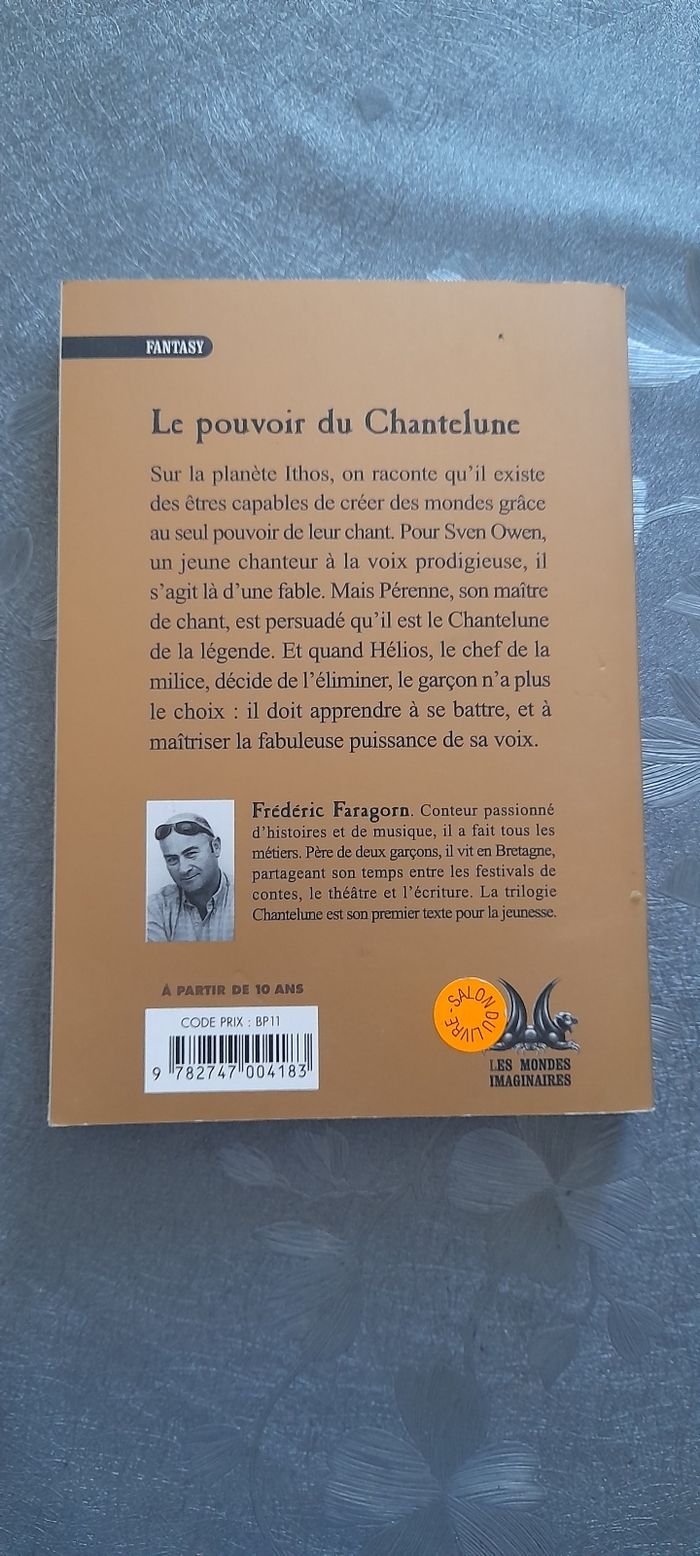 FANTASY
Le pouvoir du Chantelune
Sur la planète Ithos, on raconte qu'il existe
des êtres capables de créer des mondes grâce
au seul pouvoir de leur chant. Pour Sven Owen,
un jeune chanteur à la voix prodigieuse, il
s'agit là d'une fable. Mais Pérenne, son maître
de chant, est persuadé qu'il est le Chantelune
de la légende. Et quand Hélios, le chef de la
milice, décide de l'éliminer, le garçon n'a plus
le choix : il doit apprendre à se battre, et à
maîtriser la fabuleuse puissance de sa voix.
Frédéric Faragorn. Conteur passionné
d'histoires et de musique, il a fait tous les
métiers. Père de deux garçons, il vit en Bretagne,
partageant son temps entre les festivals de
contes, le théâtre et l'écriture. La trilogie
Chantelune est son premier texte pour la jeunesse.
À PARTIR DE 10 ANS
CODE PRIX : BP11
9 782747 004183
SALON DU LIVRE -
LES MONDES
IMAGINAIRES